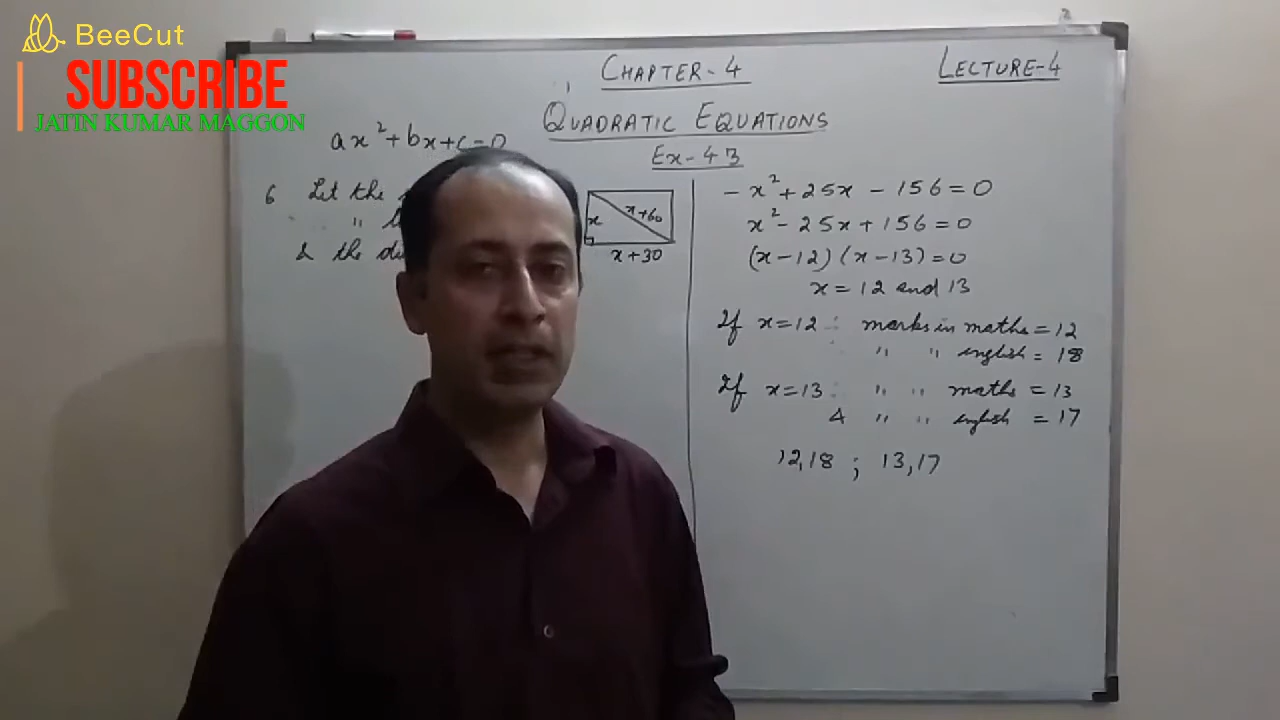 BeeCut
SUBSCRIBE
JATIN KUMAR MAGGON
CHAPTER-4
LECTURE-4
QUADRATIC EQUATIONS
EX-4.3
ax²+bx+c=0
6 Let the
"
& the
x
x+60
x+30
-x²+25x-156=0
x²-25x+156=0
(x-12)(x-13)=0
x=12 and 13
If x=12 : marks in maths=12
" " english=18
If x=13 : " " maths=13
& " " english=17
12,18 ; 13,17